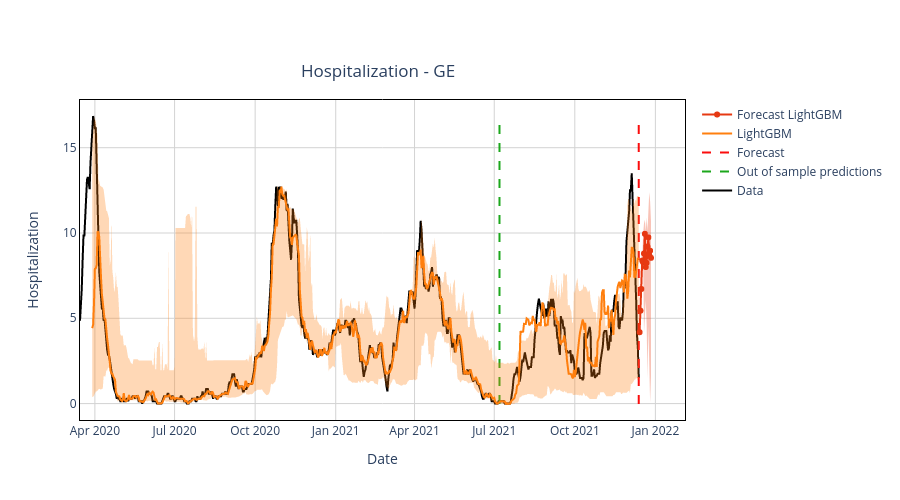 Hospitalization - GE
Forecast LightGBM
LightGBM
Forecast
Out of sample predictions
Data
Hospitalization
15
10
5
0
Apr 2020 Jul 2020 Oct 2020 Jan 2021 Apr 2021 Jul 2021 Oct 2021 Jan 2022
Date